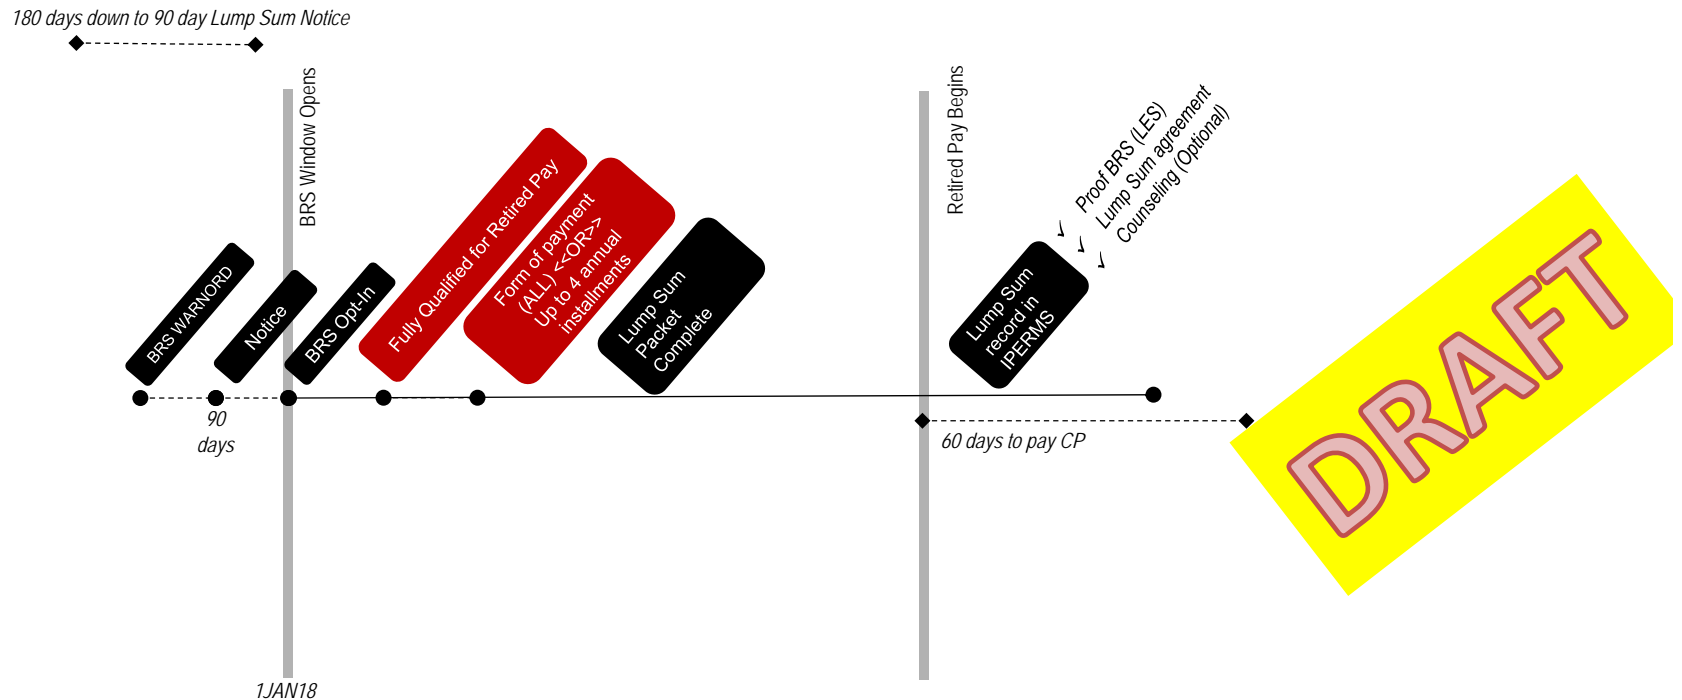 180 days down to 90 day Lump Sum Notice
BRS Window Opens
Retired Pay Begins
BRS WARNORD
Notice
BRS Opt-In
Fully Qualified for Retired Pay
Form of payment
(ALL) <<OR>>
Up to 4 annual
installments
Lump Sum
Packet
Complete
Lump Sum
record in
IPERMS
✓ Proof BRS (LES)
✓ Lump Sum agreement
✓ Counseling (Optional)
90
days
60 days to pay CP
1JAN18
DRAFT